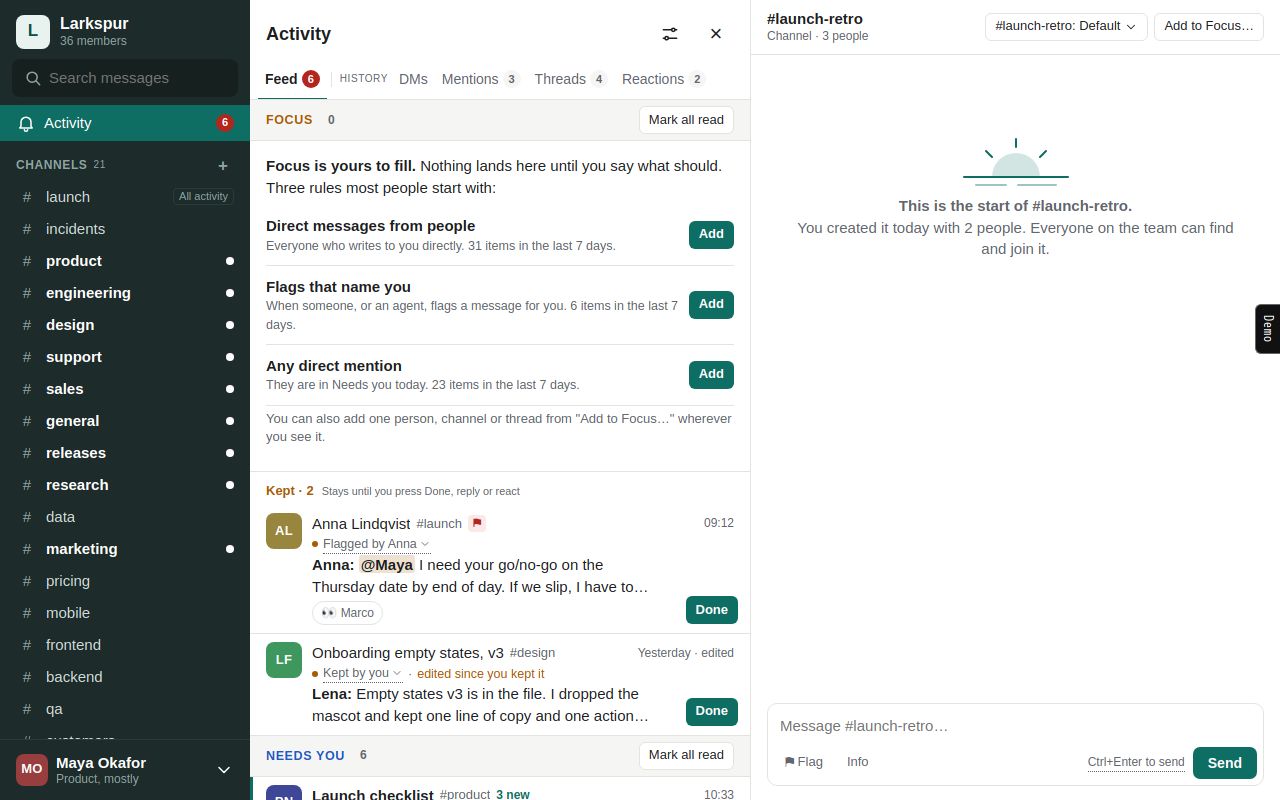 L
Larkspur
36 members
Search messages
Activity
6
CHANNELS 21
+
# launch
All activity
# incidents
# product
# engineering
# design
# support
# sales
# general
# releases
# research
# data
# marketing
# pricing
# mobile
# frontend
# backend
# qa
# customers
MO
Maya Okafor
Product, mostly
Activity
Feed 6
HISTORY
DMs
Mentions 3
Threads 4
Reactions 2
FOCUS 0
Mark all read
Focus is yours to fill. Nothing lands here until you say what should.
Three rules most people start with:
Direct messages from people
Everyone who writes to you directly. 31 items in the last 7 days.
Add
Flags that name you
When someone, or an agent, flags a message for you. 6 items in the last 7
days.
Add
Any direct mention
They are in Needs you today. 23 items in the last 7 days.
Add
You can also add one person, channel or thread from "Add to Focus…" wherever
you see it.
Kept · 2 Stays until you press Done, reply or react
AL
Anna Lindqvist #launch
09:12
Flagged by Anna
Anna: @Maya I need your go/no-go on the
Thursday date by end of day. If we slip, I have to…
Marco
Done
LF
Onboarding empty states, v3 #design
Yesterday · edited
Kept by you · edited since you kept it
Lena: Empty states v3 is in the file. I dropped the
mascot and kept one line of copy and one action…
Done
NEEDS YOU 6
Mark all read
Launch checklist #product 3 new
10:33
#launch-retro
Channel · 3 people
#launch-retro: Default
Add to Focus…
This is the start of #launch-retro.
You created it today with 2 people. Everyone on the team can find
and join it.
Demo
Message #launch-retro…
Flag
Info
Ctrl+Enter to send
Send